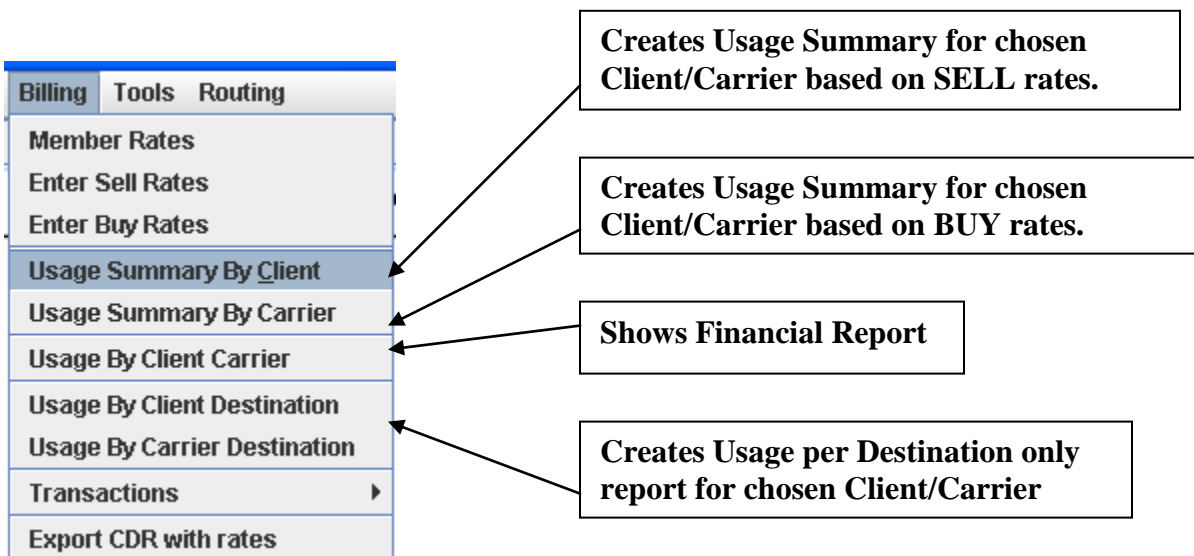 Billing Tools Routing
Member Rates
Enter Sell Rates
Enter Buy Rates
Usage Summary By Client
Usage Summary By Carrier
Usage By Client Carrier
Usage By Client Destination
Usage By Carrier Destination
Transactions
Export CDR with rates
Creates Usage Summary for chosen
Client/Carrier based on SELL rates.
Creates Usage Summary for chosen
Client/Carrier based on BUY rates.
Shows Financial Report
Creates Usage per Destination only
report for chosen Client/Carrier